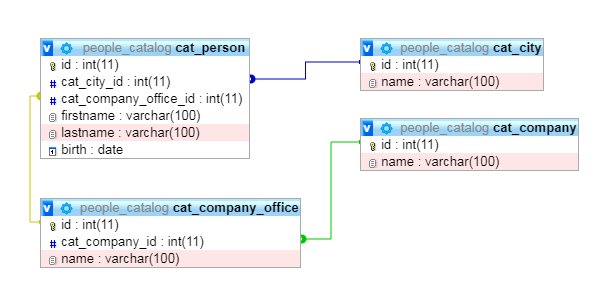 people_catalog cat_person
id : int(11)
cat_city_id : int(11)
cat_company_office_id : int(11)
firstname : varchar(100)
lastname : varchar(100)
birth : date
people_catalog cat_city
id : int(11)
name : varchar(100)
people_catalog cat_company
id : int(11)
name : varchar(100)
people_catalog cat_company_office
id : int(11)
cat_company_id : int(11)
name : varchar(100)